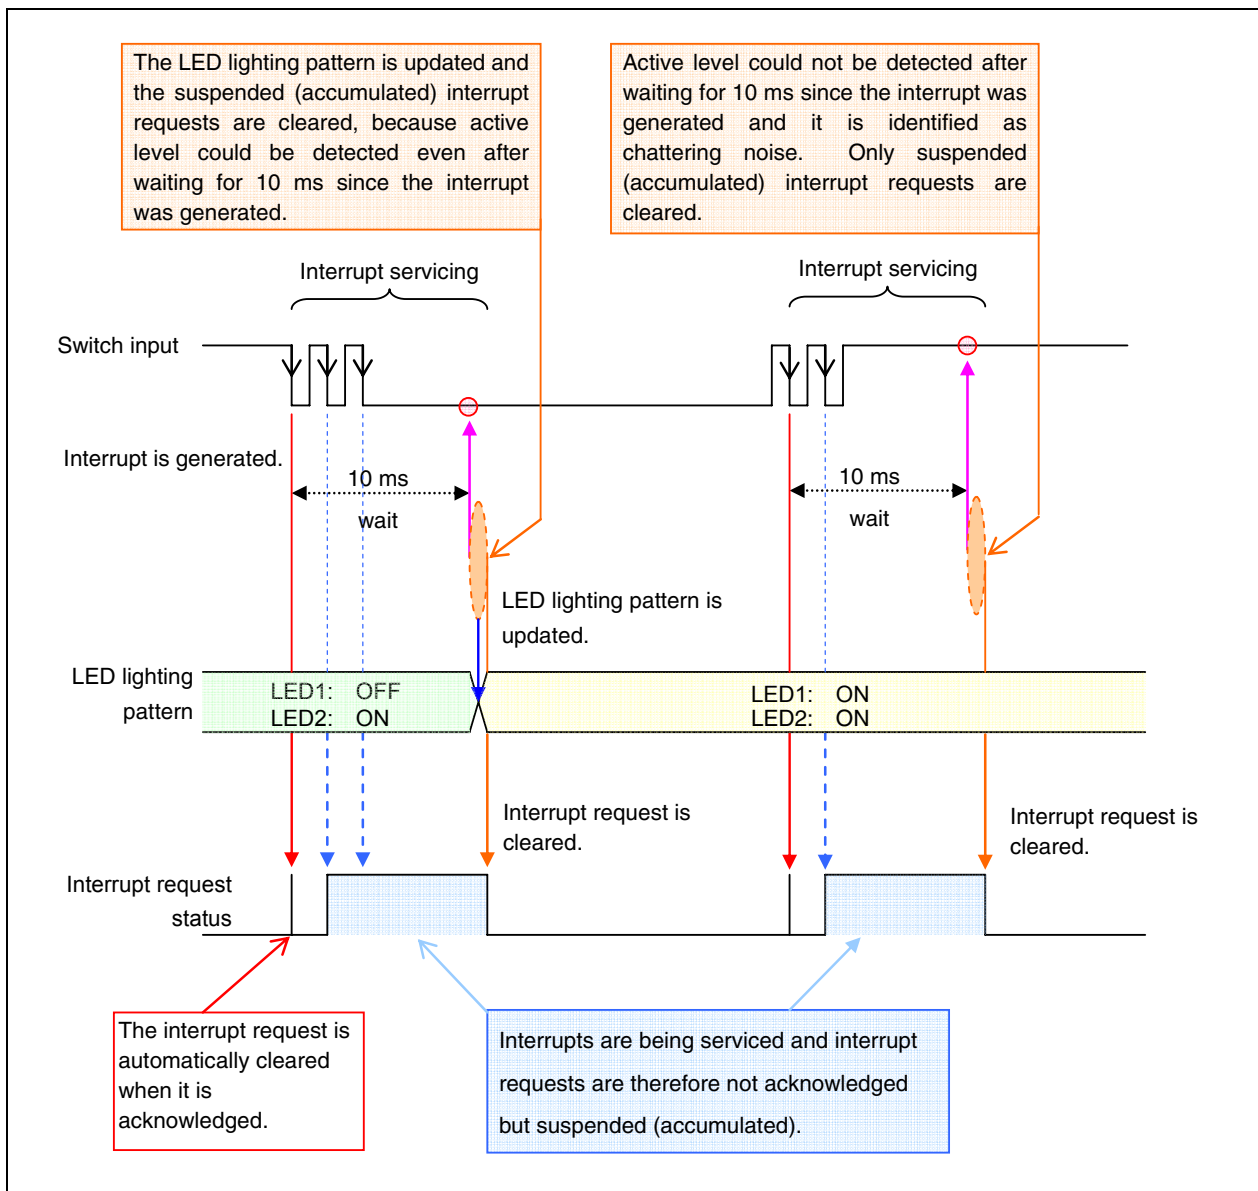 The LED lighting pattern is updated and
the suspended (accumulated) interrupt
requests are cleared, because active
level could be detected even after
waiting for 10 ms since the interrupt
was generated.
Active level could not be detected after
waiting for 10 ms since the interrupt was
generated and it is identified as
chattering noise. Only suspended
(accumulated) interrupt requests are
cleared.
Interrupt servicing
Interrupt servicing
Switch input
Interrupt is generated.
10 ms
wait
10 ms
wait
LED lighting pattern is
updated.
LED lighting
pattern
LED1: OFF
LED2: ON
LED1: ON
LED2: ON
Interrupt request is
cleared.
Interrupt request is
cleared.
Interrupt request
status
The interrupt request is
automatically cleared
when it is
acknowledged.
Interrupts are being serviced and interrupt
requests are therefore not acknowledged
but suspended (accumulated).